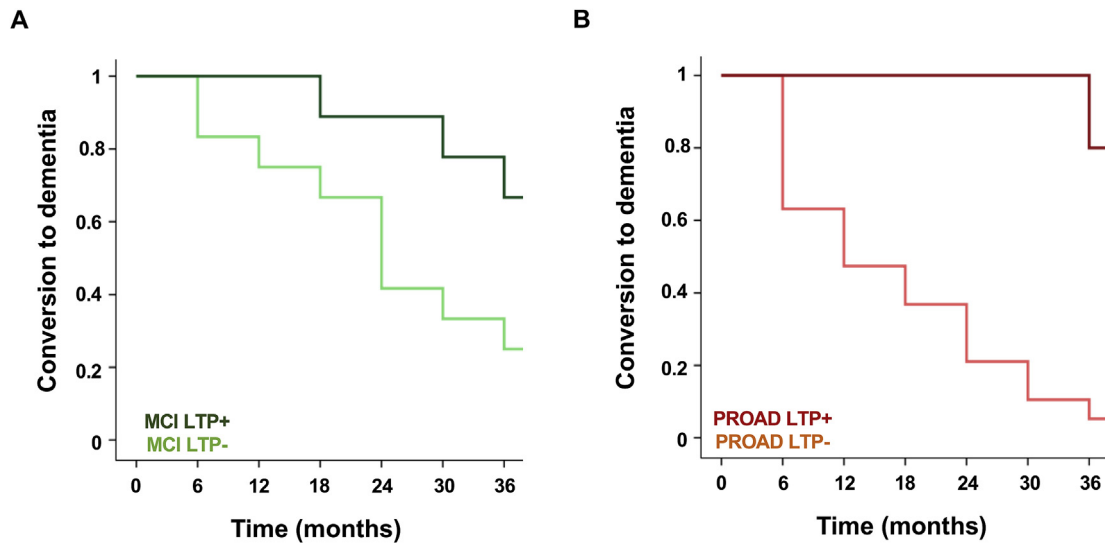 A
Conversion to dementia
1
0.8
0.6
0.4
0.2
0
MCI LTP+
MCI LTP-
0 6 12 18 24 30 36
Time (months)
B
Conversion to dementia
1
0.8
0.6
0.4
0.2
0
PROAD LTP+
PROAD LTP-
0 6 12 18 24 30 36
Time (months)